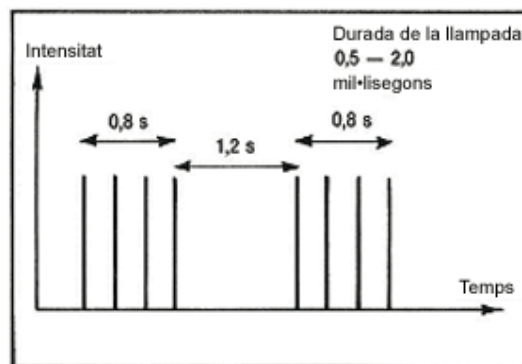 Durada de la llampada
0,5 — 2,0
mil•lisegons
Intensitat
0,8 s
1,2 s
0,8 s
Temps